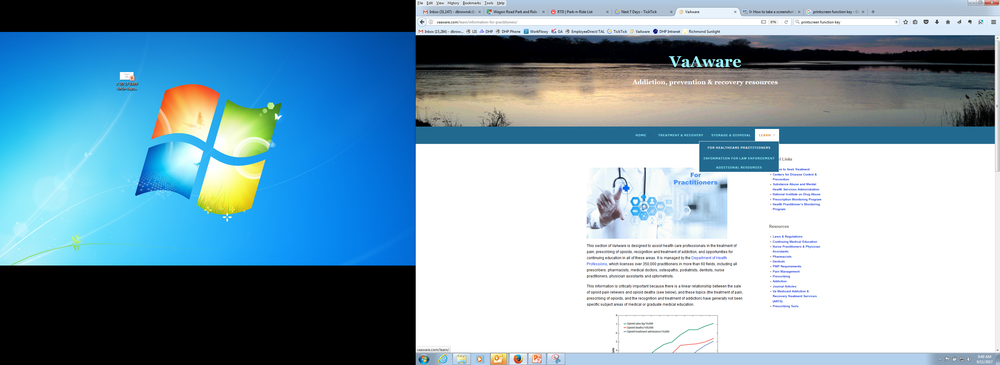 7-20-17 VAFP
An In-dept...
File Edit View History Bookmarks Tools Help
Inbox (31,147) - dbrowndc@g
Wagon Road Park and Ride -
RTD | Park-n-Ride List
Next 7 Days - TickTick
VaAware
▷ How to take a screenshot i
printscreen function key - Go
vaaware.com/learn/information-for-practitioners/
67%
printscreen function key
Inbox (15,284) - dbrow... LIS DHP DHP Phone WorkFlowy GA EmployeeDirect/TAL TickTick VaAware DHP Intranet Richmond Sunlight
VaAware
Addiction, prevention & recovery resources
HOME TREATMENT & RECOVERY STORAGE & DISPOSAL LEARN
FOR HEALTHCARE PRACTITIONERS
INFORMATION FOR LAW ENFORCEMENT
ADDITIONAL RESOURCES
For
Practitioners
This section of VaAware is designed to assist health care professionals in the treatment of
pain, prescribing of opioids, recognition and treatment of addiction, and opportunities for
continuing education in all of these areas. It is managed by the Department of Health
Professions, which licenses over 350,000 practitioners in more than 60 fields, including all
prescribers: pharmacists, medical doctors, osteopaths, podiatrists, dentists, nurse
practitioners, physician assistants and optometrists.
This information is critically important because there is a linear relationship between the sale
of opioid pain relievers and opioid deaths (see below), and these topics (the treatment of pain,
prescribing of opioids, and the recognition and treatment of addiction) have generally not been
specific subject areas of medical or graduate medical education.
8
7
6
5
4
Opioid sales kg/10,000
Opioid deaths/100,000
Opioid treatment admissions/10,000
Links
to Seek Treatment
Centers for Disease Control &
Prevention
Substance Abuse and Mental
Health Services Administration
National Institute on Drug Abuse
Prescription Monitoring Program
Health Practitioner's Monitoring
Program
Resources
Laws & Regulations
Continuing Medical Education
Nurse Practitioners & Physician
Assistants
Pharmacists
Dentists
PMP Requirements
Pain Management
Prescribing
Addiction
Journal Articles
Va Medicaid Addiction &
Recovery Treatment Services
(ARTS)
Prescribing Tools
vaaware.com/learn/
9:49 AM
9/11/2017